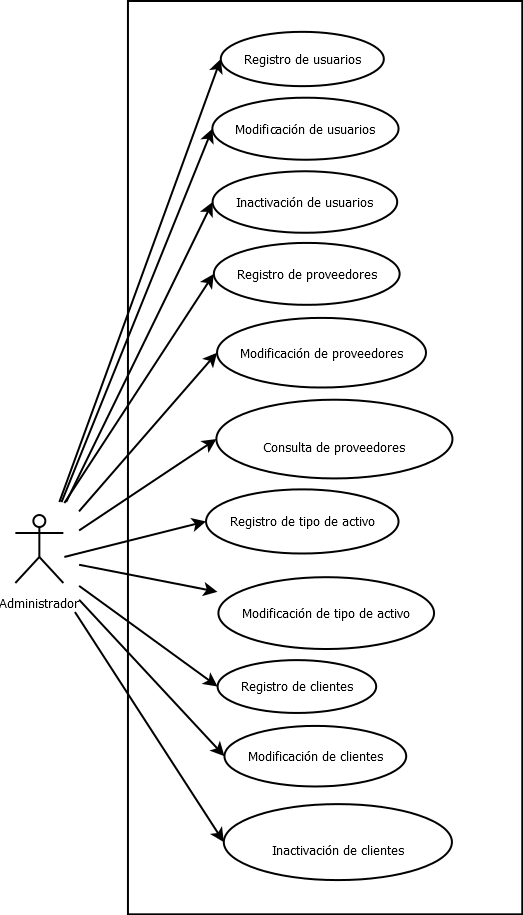 Registro de usuarios
Modificación de usuarios
Inactivación de usuarios
Registro de proveedores
Modificación de proveedores
Consulta de proveedores
Registro de tipo de activo
Administrador
Modificación de tipo de activo
Registro de clientes
Modificación de clientes
Inactivación de clientes